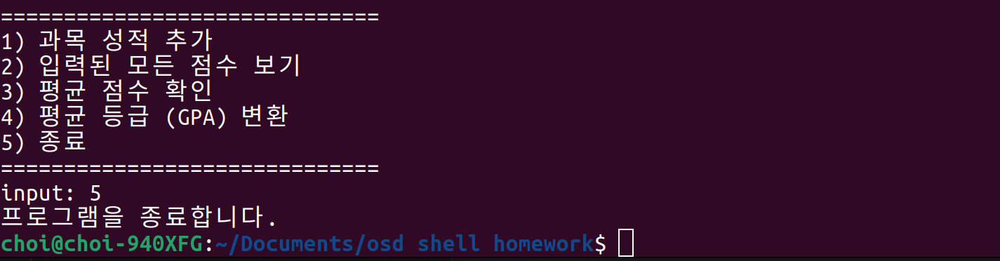 ==============================
1) 과목 성적 추가
2) 입력된 모든 점수 보기
3) 평균 점수 확인
4) 평균 등급 (GPA) 변환
5) 종료
==============================
input: 5
프로그램을 종료합니다.
choi@choi-940XFG:~/Documents/osd shell homework$